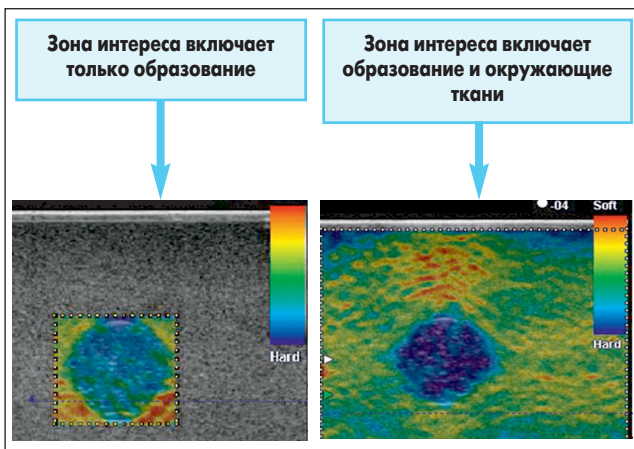 Зона интереса включает
только образование
Зона интереса включает
образование и окружающие
ткани
Hard
-04
Soft
Hard